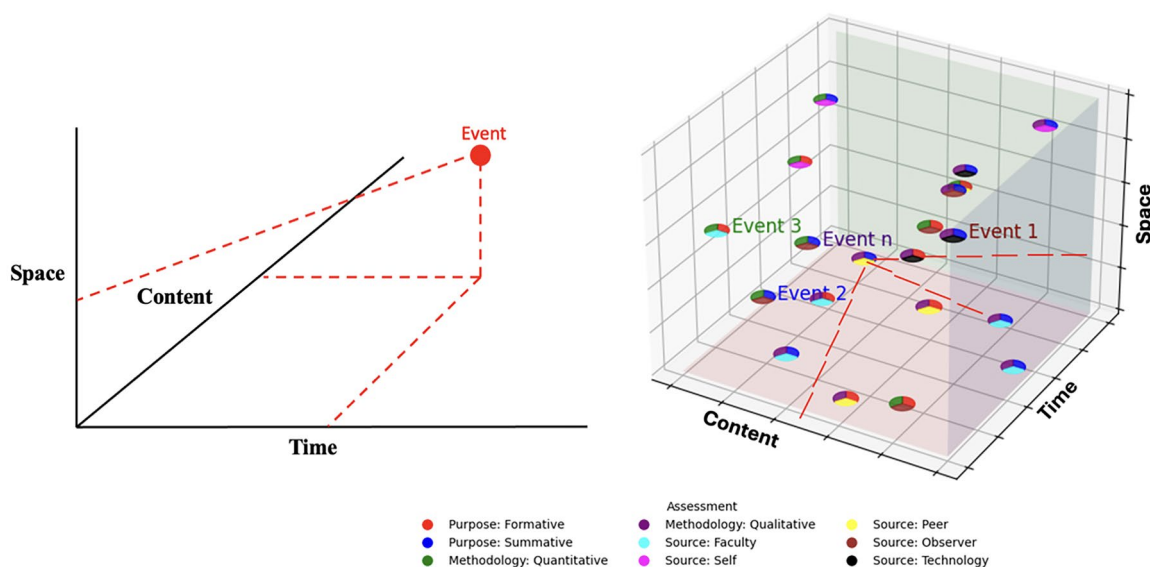 Event
Space
Content
Time
Event 3
Event n
Event 1
Event 2
Space
Time
Content
Assessment
Purpose: Formative
Methodology: Qualitative
Source: Peer
Purpose: Summative
Source: Faculty
Source: Observer
Methodology: Quantitative
Source: Self
Source: Technology